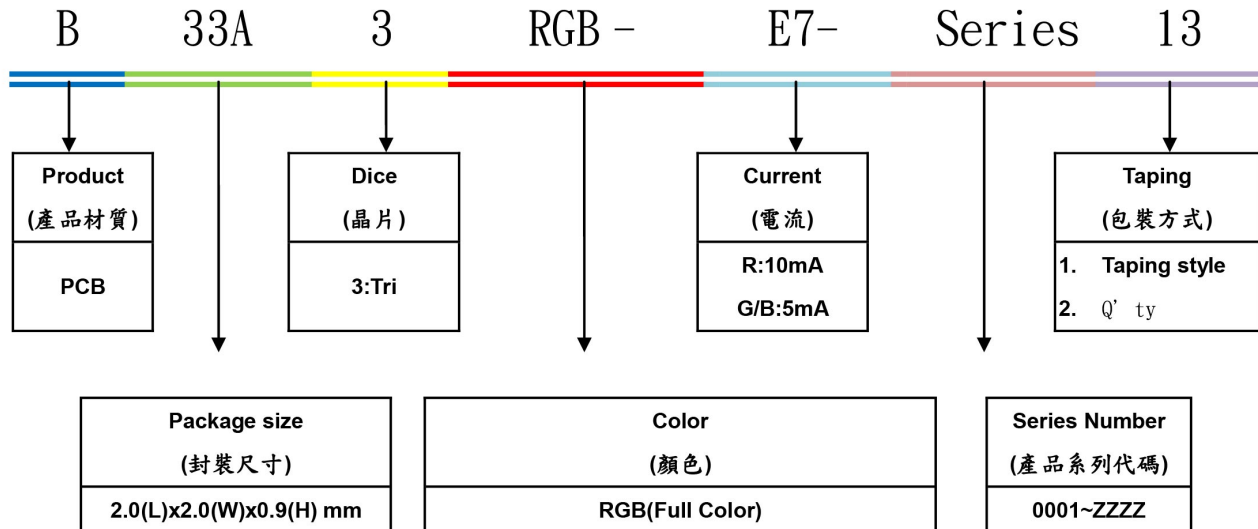 B 33A 3 RGB - E7- Series 13
Product
(產品材質)
PCB
Dice
(晶片)
3:Tri
Current
(電流)
R:10mA
G/B:5mA
Taping
(包裝方式)
1. Taping style
2. Q' ty
Package size
(封裝尺寸)
2.0(L)x2.0(W)x0.9(H) mm
Color
(顏色)
RGB(Full Color)
Series Number
(產品系列代碼)
0001~ZZZZ